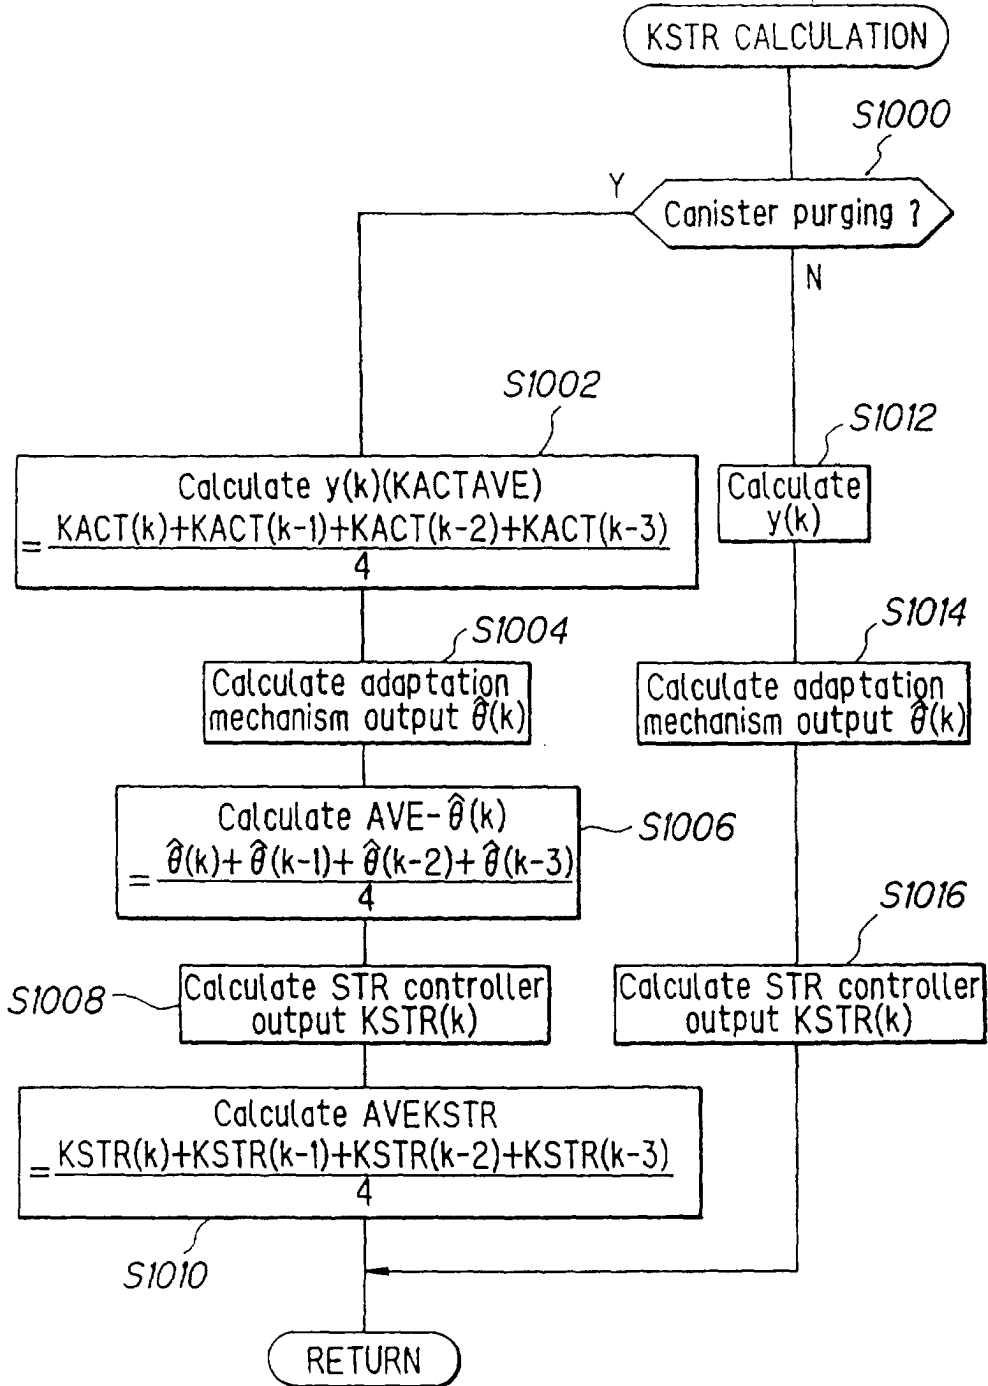 KSTR CALCULATION
S1000
Canister purging ?
Y
N
S1002
Calculate y(k)(KACTAVE)
= KACT(k)+KACT(k-1)+KACT(k-2)+KACT(k-3)
4
S1012
Calculate
y(k)
S1004
Calculate adaptation
mechanism output θ̂(k)
S1014
Calculate adaptation
mechanism output θ̂(k)
Calculate AVE-θ̂(k)
= θ̂(k)+θ̂(k-1)+θ̂(k-2)+θ̂(k-3)
4
S1006
S1008
Calculate STR controller
output KSTR(k)
S1016
Calculate STR controller
output KSTR(k)
Calculate AVEKSTR
= KSTR(k)+KSTR(k-1)+KSTR(k-2)+KSTR(k-3)
4
S1010
RETURN